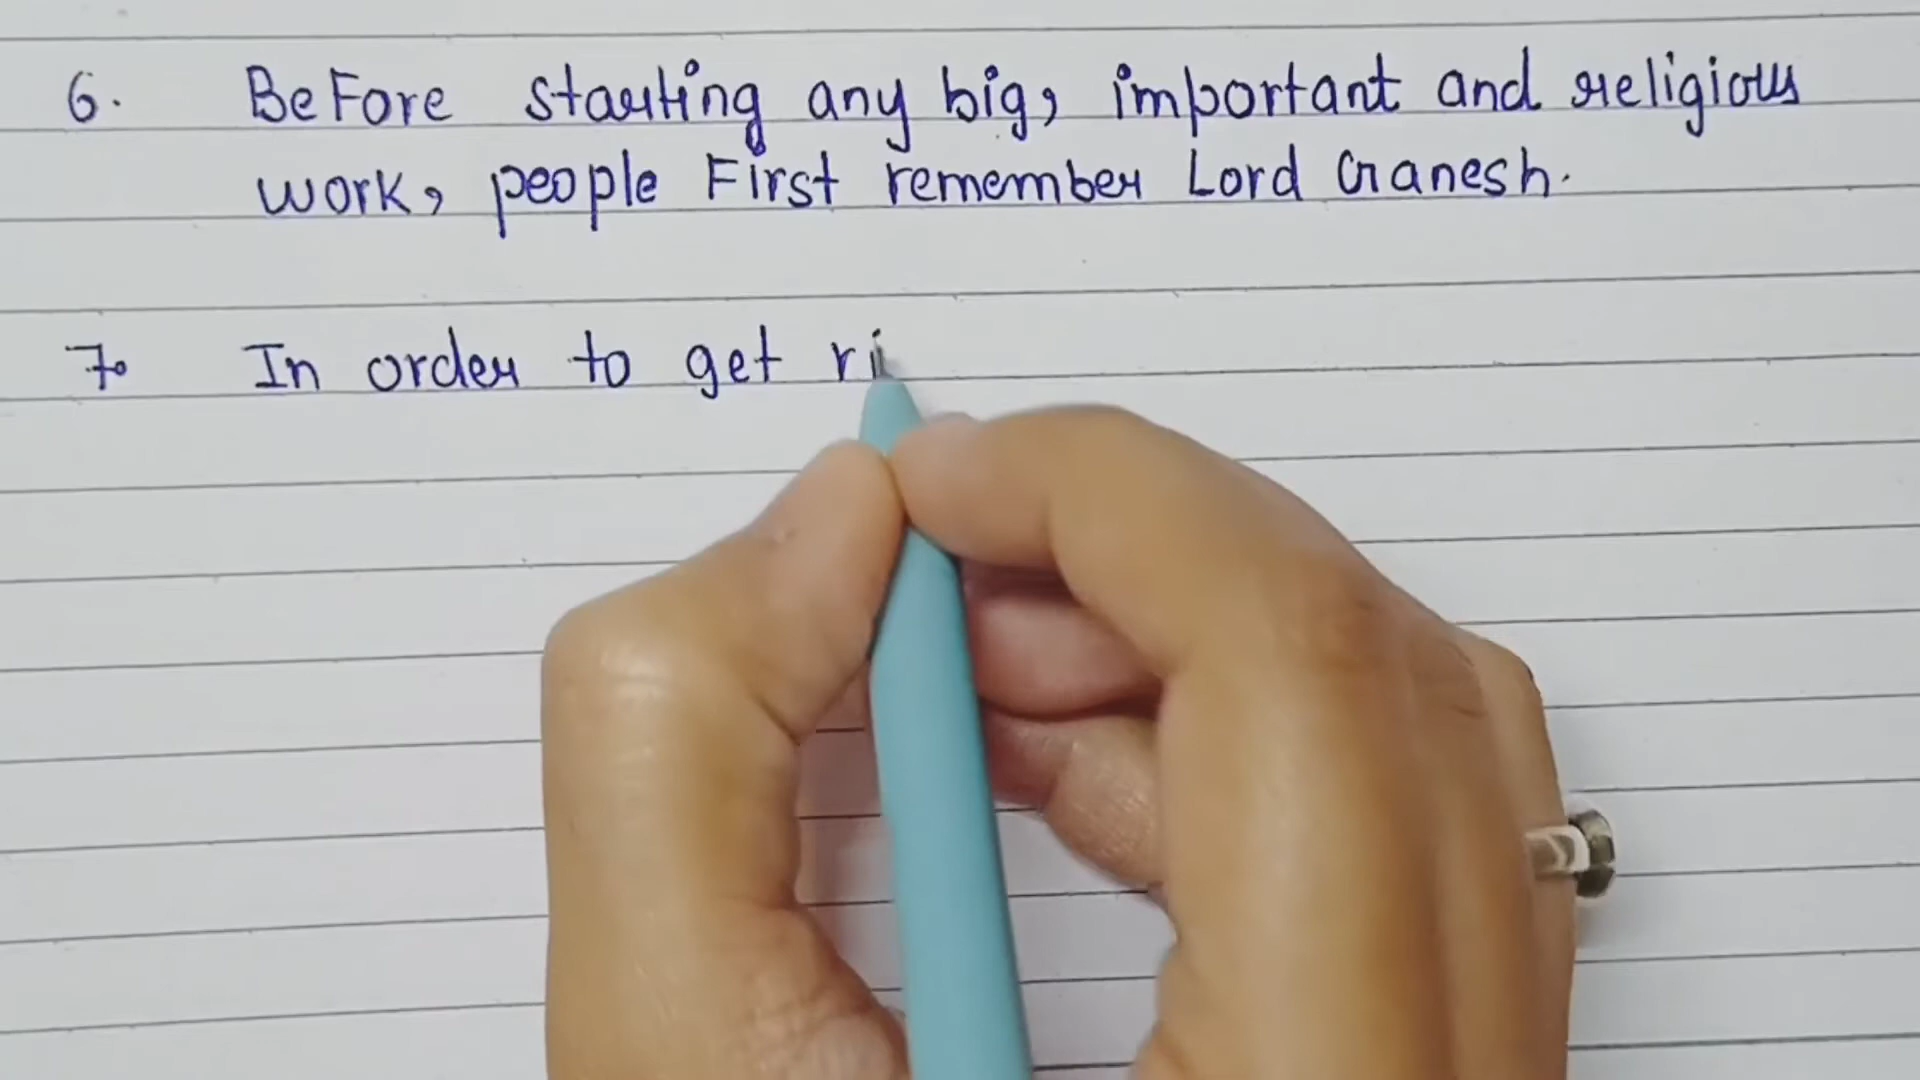 6. Before starting any big, important and religious
work, people First remember Lord Ganesh.
7. In order to get ri